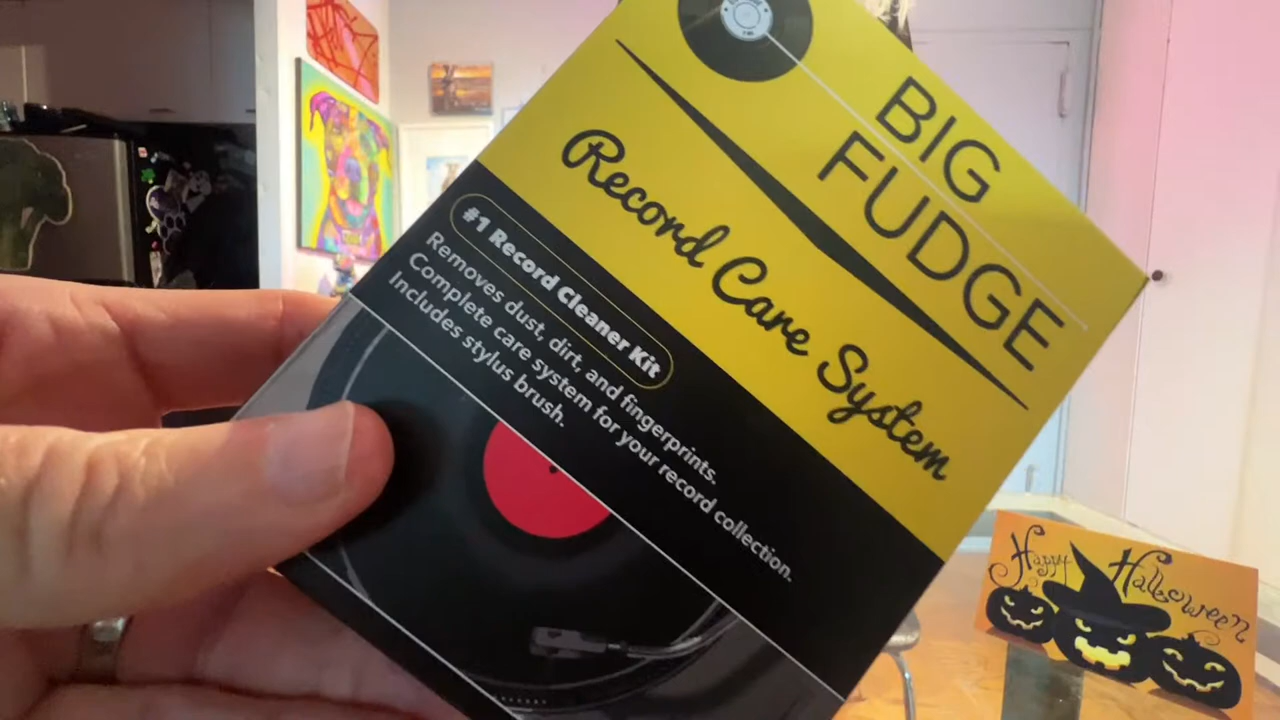 BIG
FUDGE
Record Care System
#1 Record Cleaner Kit
Removes dust, dirt, and fingerprints.
Complete care system for your record collection.
Includes stylus brush.
Happy Halloween